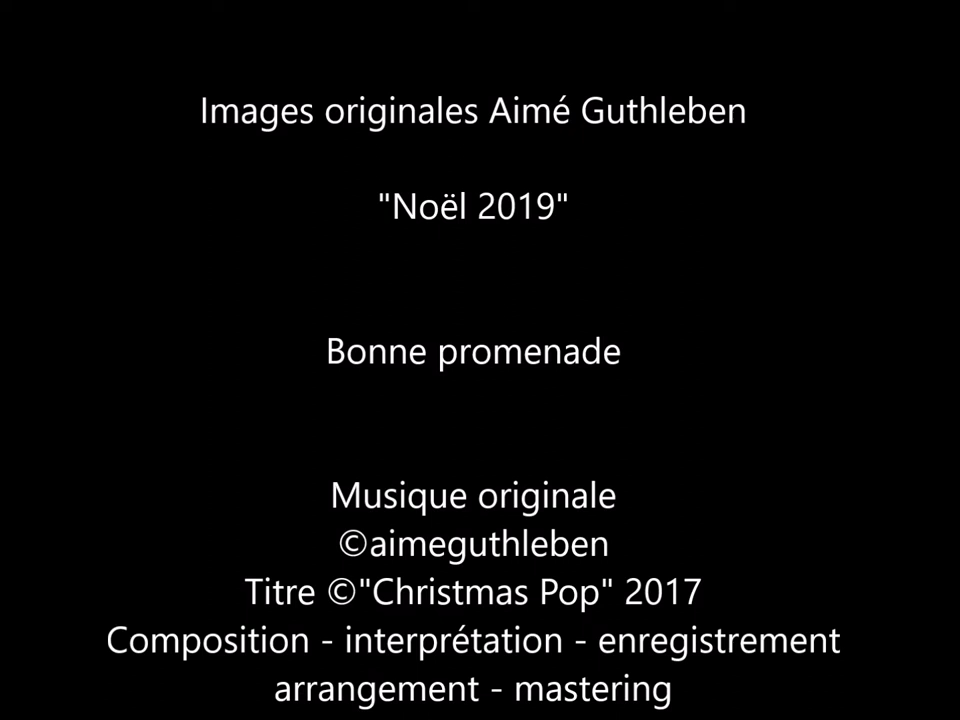 Images originales Aimé Guthleben
"Noël 2019"
Bonne promenade
Musique originale
©aimeguthleben
Titre ©"Christmas Pop" 2017
Composition - interprétation - enregistrement
arrangement - mastering